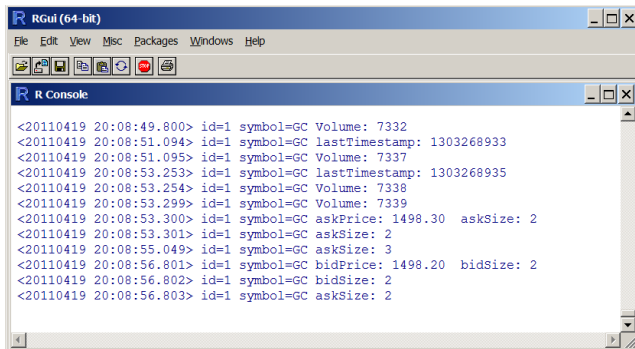 RGui (64-bit)
File Edit View Misc Packages Windows Help
STOP
R Console
<20110419 20:08:49.800> id=1 symbol=GC Volume: 7332
<20110419 20:08:51.094> id=1 symbol=GC lastTimestamp: 1303268933
<20110419 20:08:51.095> id=1 symbol=GC Volume: 7337
<20110419 20:08:53.253> id=1 symbol=GC lastTimestamp: 1303268935
<20110419 20:08:53.254> id=1 symbol=GC Volume: 7338
<20110419 20:08:53.299> id=1 symbol=GC Volume: 7339
<20110419 20:08:53.300> id=1 symbol=GC askPrice: 1498.30  askSize: 2
<20110419 20:08:53.301> id=1 symbol=GC askSize: 2
<20110419 20:08:55.049> id=1 symbol=GC askSize: 3
<20110419 20:08:56.801> id=1 symbol=GC bidPrice: 1498.20  bidSize: 2
<20110419 20:08:56.802> id=1 symbol=GC bidSize: 2
<20110419 20:08:56.803> id=1 symbol=GC askSize: 2